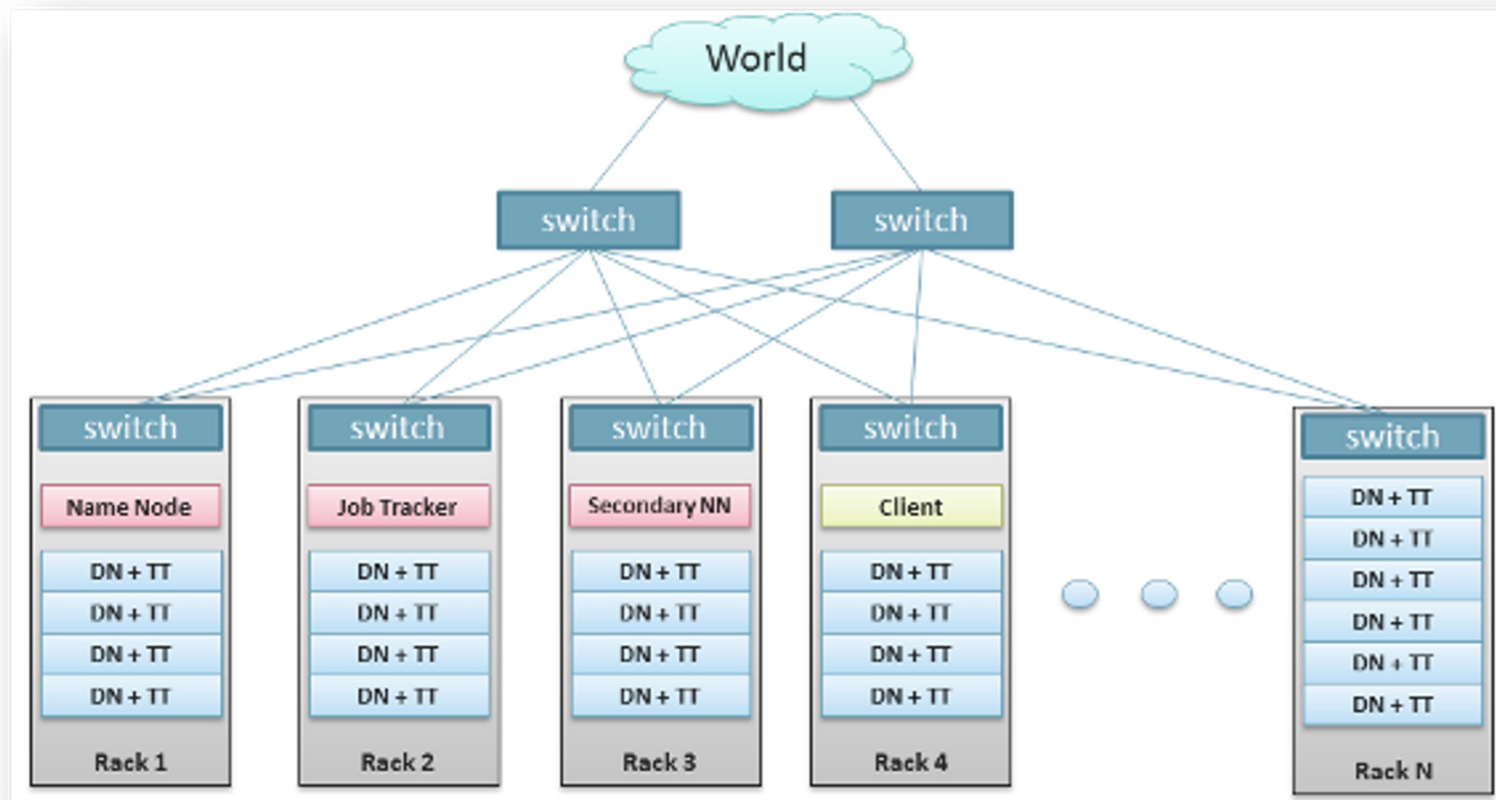 World
switch
switch
switch
Name Node
DN + TT
DN + TT
DN + TT
DN + TT
Rack 1
switch
Job Tracker
DN + TT
DN + TT
DN + TT
DN + TT
Rack 2
switch
Secondary NN
DN + TT
DN + TT
DN + TT
DN + TT
Rack 3
switch
Client
DN + TT
DN + TT
DN + TT
DN + TT
Rack 4
switch
DN + TT
DN + TT
DN + TT
DN + TT
DN + TT
DN + TT
Rack N